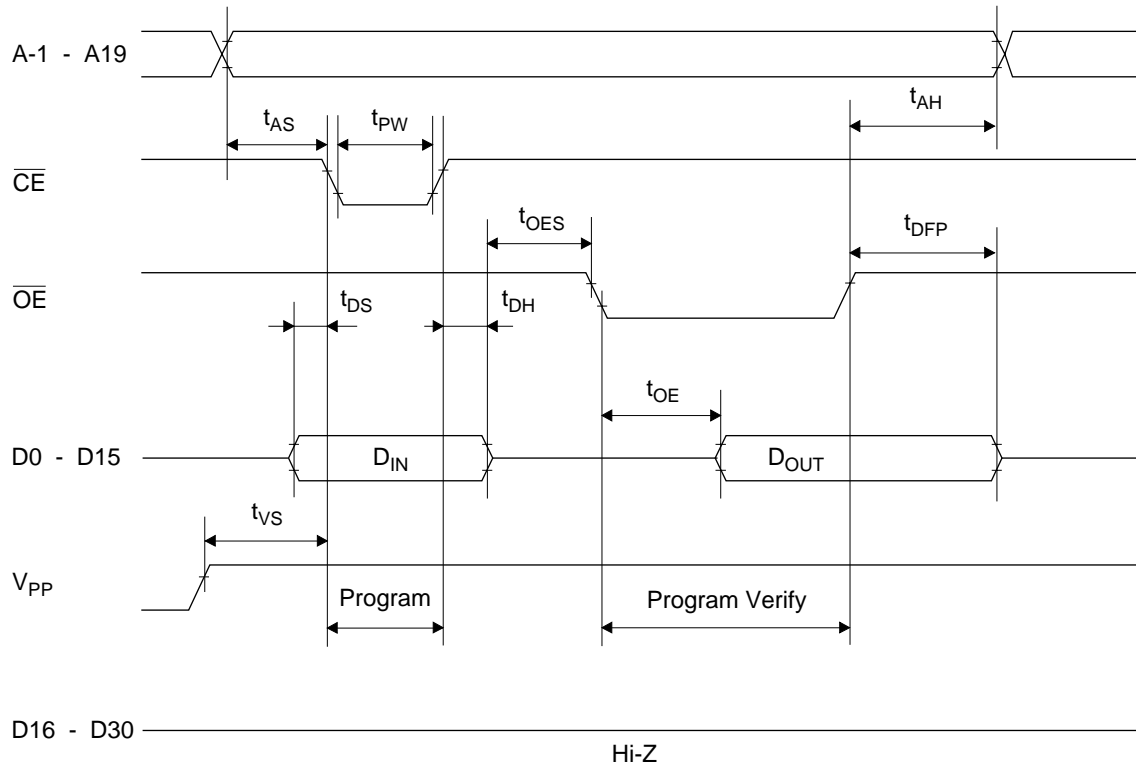 A-1 - A19
tAH
tAS
tPW
CE
tOES
tDFP
OE
tDS
tDH
tOE
D0 - D15
DIN
DOUT
tVS
VPP
Program
Program Verify
D16 - D30
Hi-Z